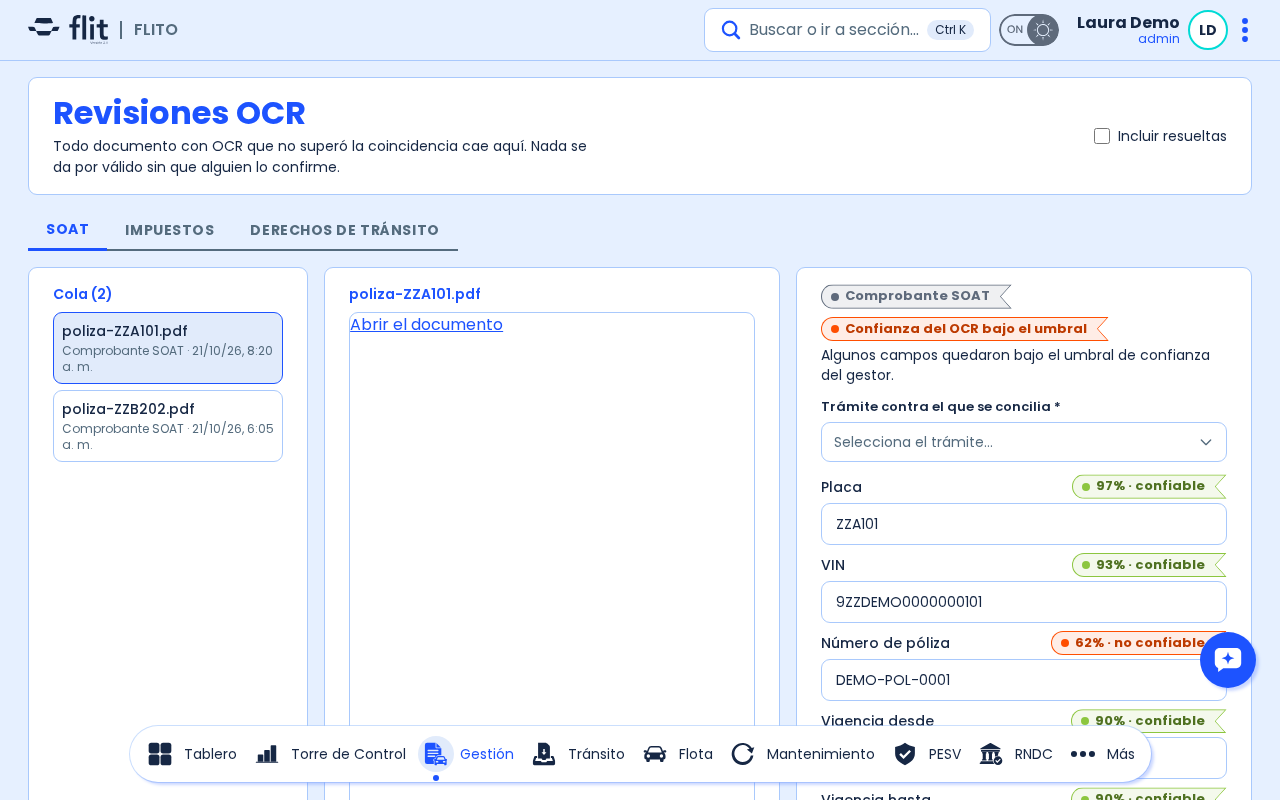 flit
FLITO
Buscar o ir a sección...
Ctrl K
ON
Laura Demo
admin
LD
Revisiones OCR
Todo documento con OCR que no superó la coincidencia cae aquí. Nada se
da por válido sin que alguien lo confirme.
Incluir resueltas
SOAT
IMPUESTOS
DERECHOS DE TRÁNSITO
Cola (2)
poliza-ZZA101.pdf
Comprobante SOAT · 21/10/26, 8:20
a. m.
poliza-ZZB202.pdf
Comprobante SOAT · 21/10/26, 6:05
a. m.
poliza-ZZA101.pdf
Abrir el documento
Comprobante SOAT
Confianza del OCR bajo el umbral
Algunos campos quedaron bajo el umbral de confianza
del gestor.
Trámite contra el que se concilia *
Selecciona el trámite...
Placa
97% · confiable
ZZA101
VIN
93% · confiable
9ZZDEMO0000000101
Número de póliza
62% · no confiable
DEMO-POL-0001
Vigencia desde
90% · confiable
Tablero
Torre de Control
Gestión
Tránsito
Flota
Mantenimiento
PESV
RNDC
Más
Vigencia hasta
90% · confiable